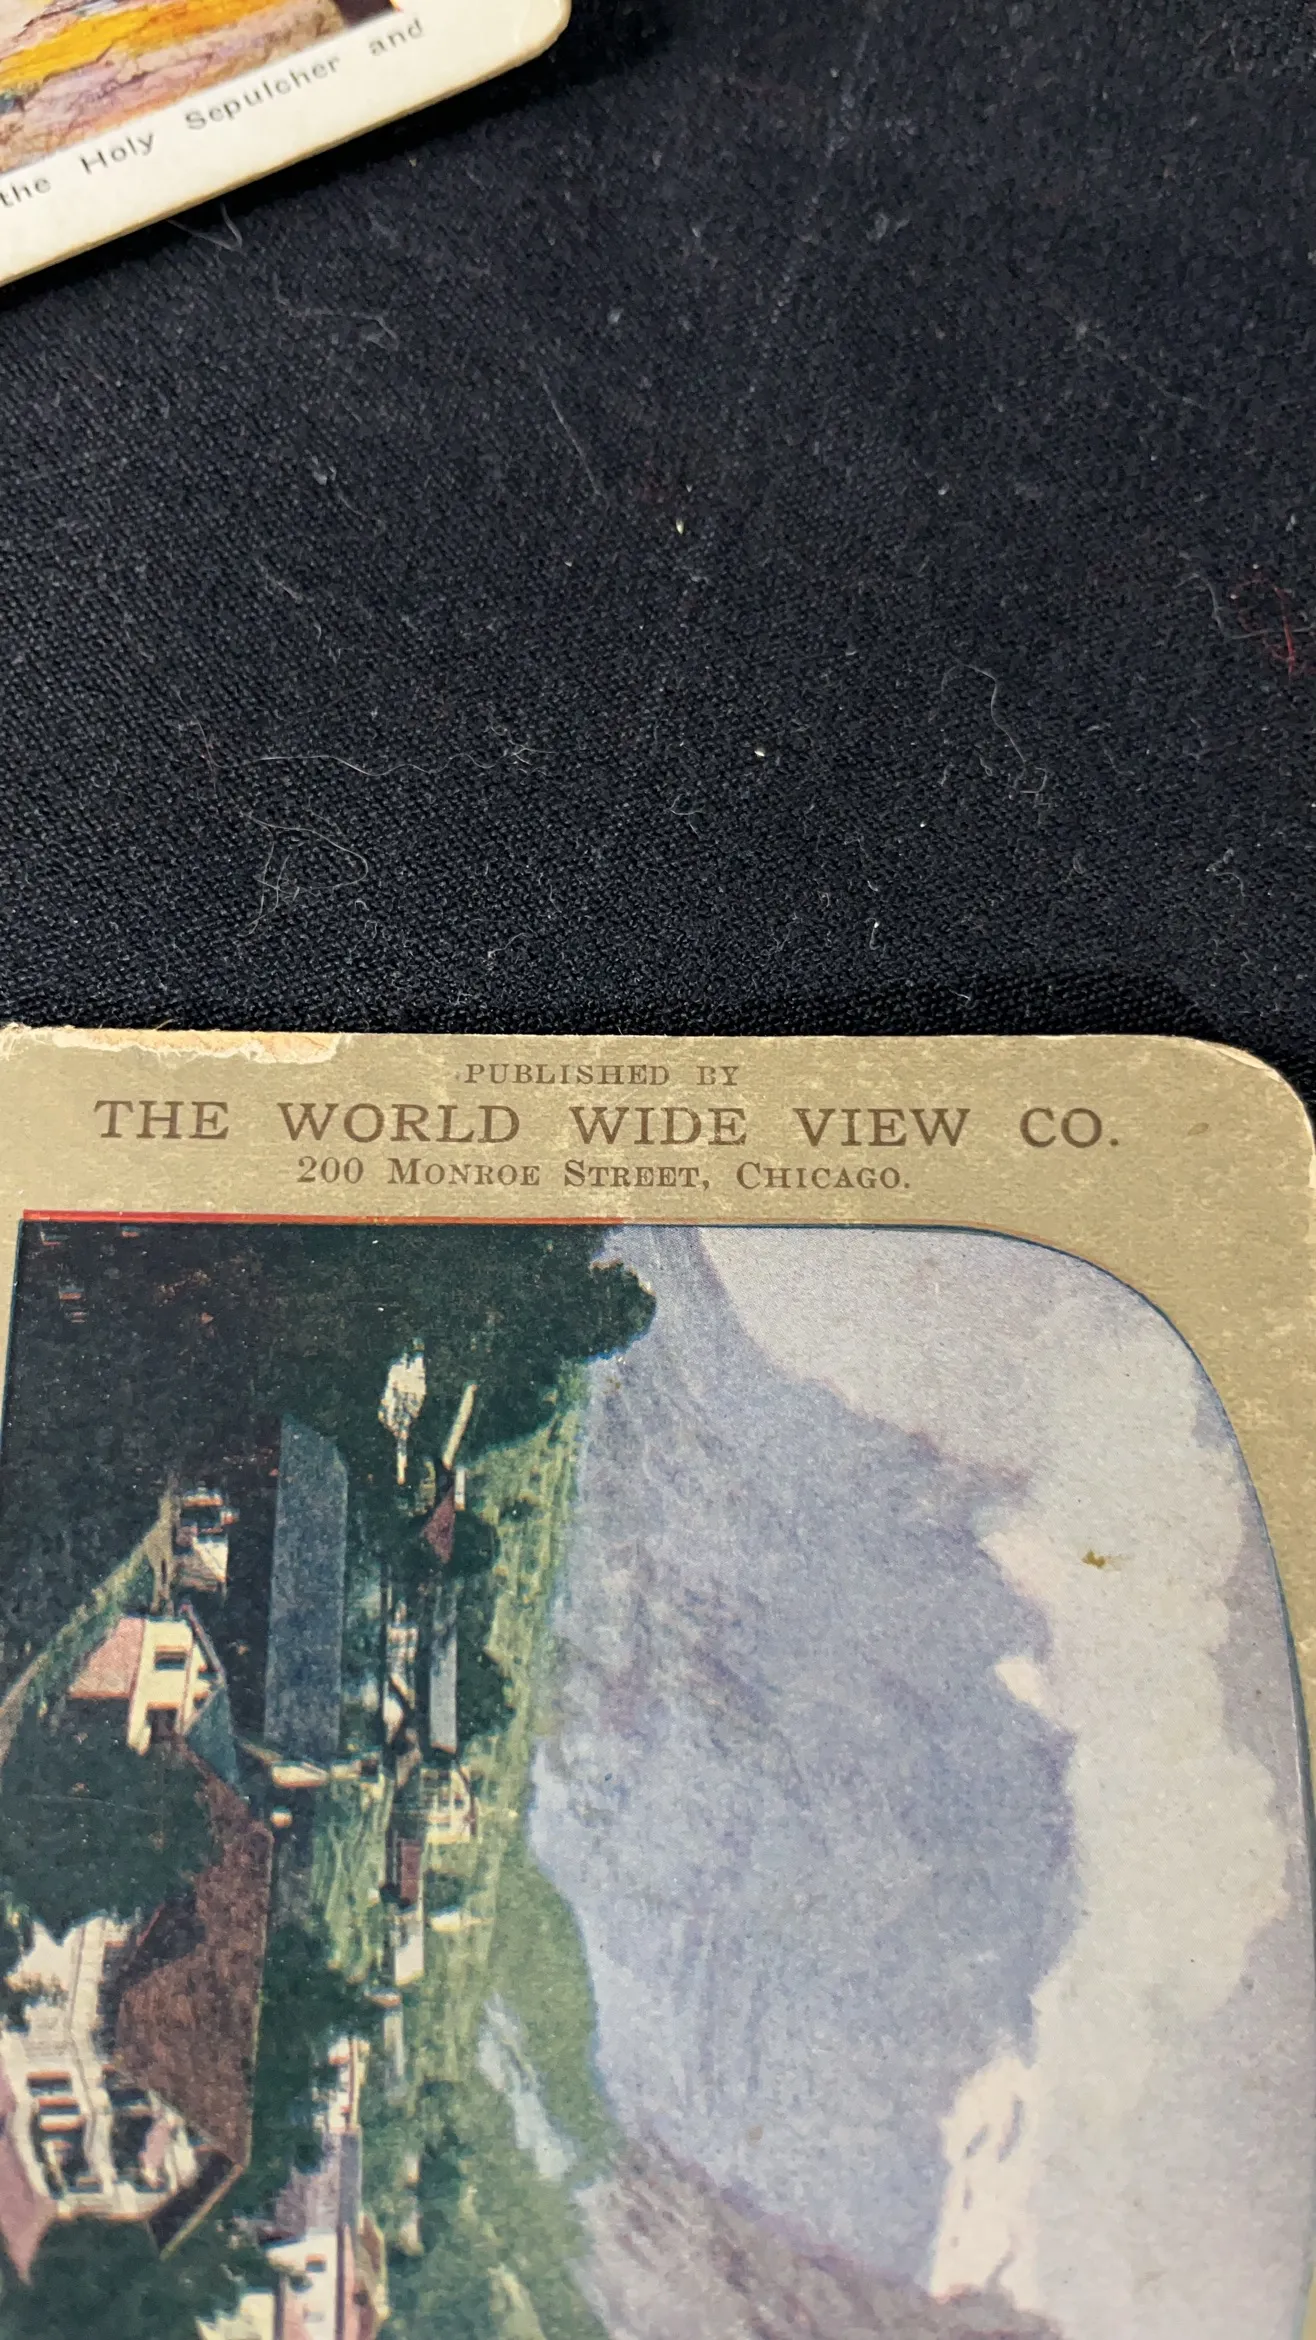 the Holy Sepulcher and
PUBLISHED BY
THE WORLD WIDE VIEW CO.
200 MONROE STREET, CHICAGO.